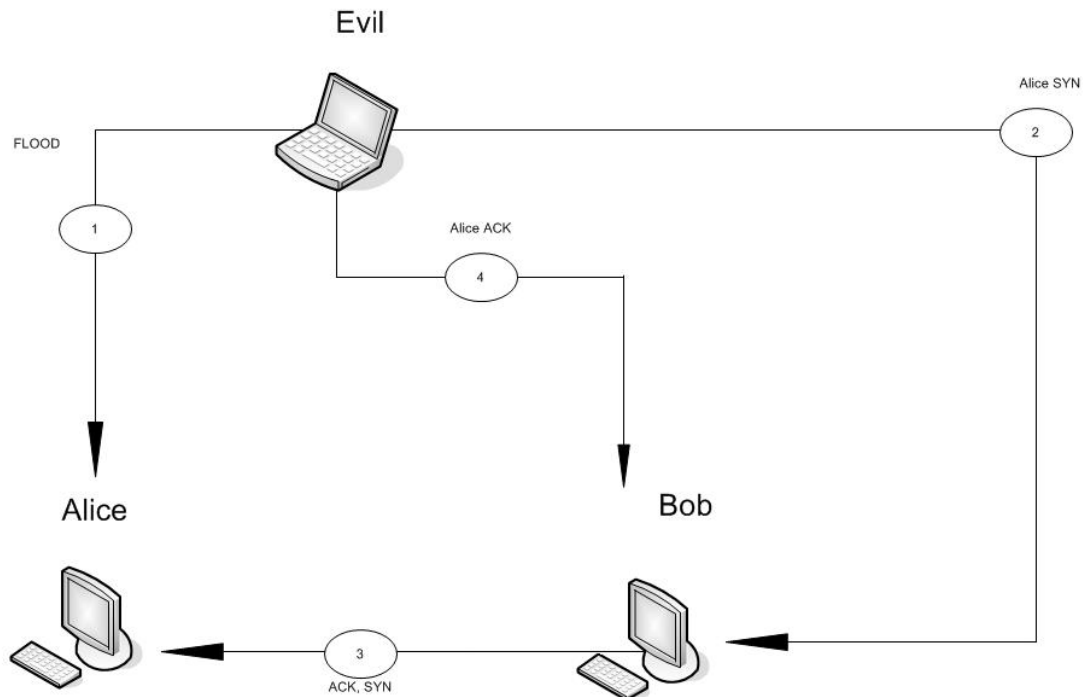 Evil
Alice SYN
2
FLOOD
1
Alice ACK
4
Alice
Bob
3
ACK, SYN